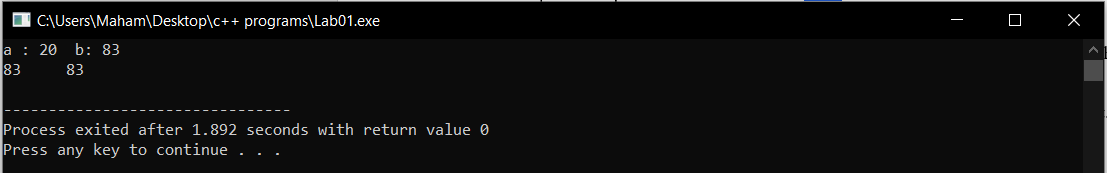 C:\Users\Maham\Desktop\c++ programs\Lab01.exe
a : 20  b: 83
83     83
--------------------------------
Process exited after 1.892 seconds with return value 0
Press any key to continue . . .